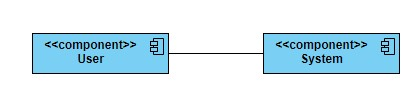 <<component>>
User
<<component>>
System